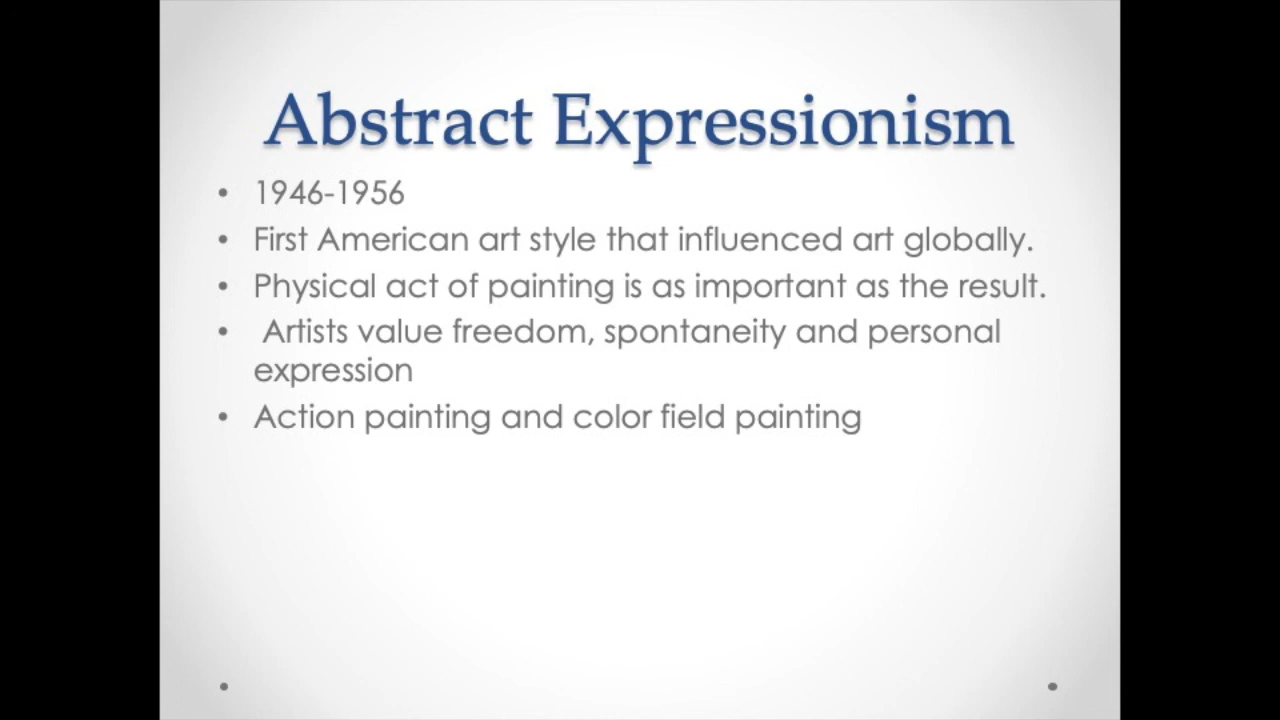 Abstract Expressionism
• 1946-1956
• First American art style that influenced art globally.
• Physical act of painting is as important as the result.
• Artists value freedom, spontaneity and personal
expression
• Action painting and color field painting